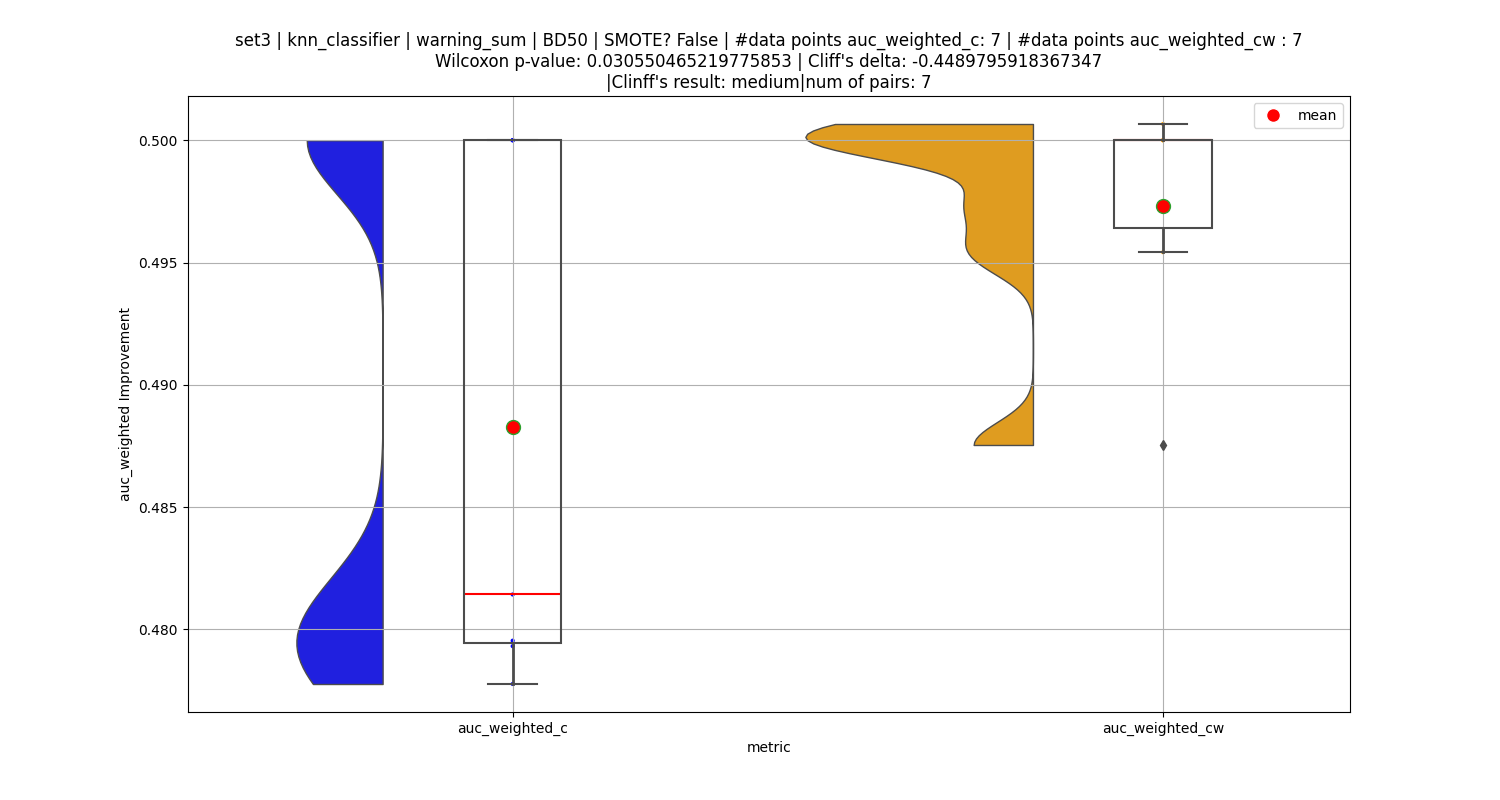 set3 | knn_classifier | warning_sum | BD50 | SMOTE? False | #data points auc_weighted_c: 7 | #data points auc_weighted_cw : 7
Wilcoxon p-value: 0.030550465219775853 | Cliff's delta: -0.4489795918367347
|Clinff's result: medium|num of pairs: 7
mean
0.500
0.495
0.490
0.485
0.480
auc_weighted Improvement
auc_weighted_c
auc_weighted_cw
metric